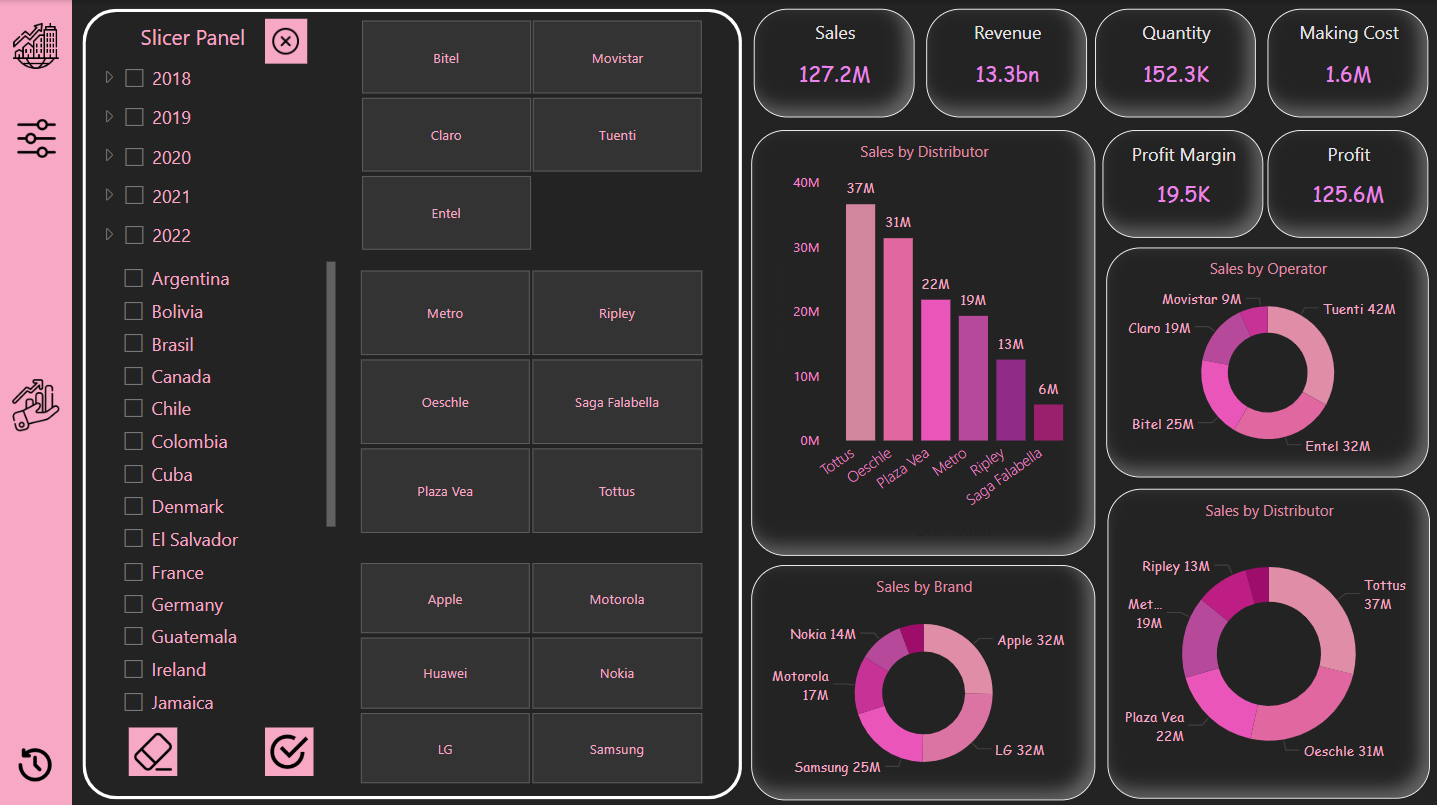 Slicer Panel
2018
2019
2020
2021
2022
Argentina
Bolivia
Brasil
Canada
Chile
Colombia
Cuba
Denmark
El Salvador
France
Germany
Guatemala
Ireland
Jamaica
Bitel
Movistar
Claro
Tuenti
Entel
Metro
Ripley
Oeschle
Saga Falabella
Plaza Vea
Tottus
Apple
Motorola
Huawei
Nokia
LG
Samsung
Sales
127.2M
Revenue
13.3bn
Quantity
152.3K
Making Cost
1.6M
Profit Margin
19.5K
Profit
125.6M
Sales by Distributor
40M
30M
20M
10M
0M
37M
31M
22M
19M
13M
6M
Tottus
Oeschle
Plaza Vea
Metro
Ripley
Saga Falabella
Sales by Operator
Movistar 9M
Tuenti 42M
Claro 19M
Bitel 25M
Entel 32M
Sales by Brand
Nokia 14M
Apple 32M
Motorola
17M
LG 32M
Samsung 25M
Sales by Distributor
Ripley 13M
Tottus
37M
Met...
19M
Plaza Vea
22M
Oeschle 31M